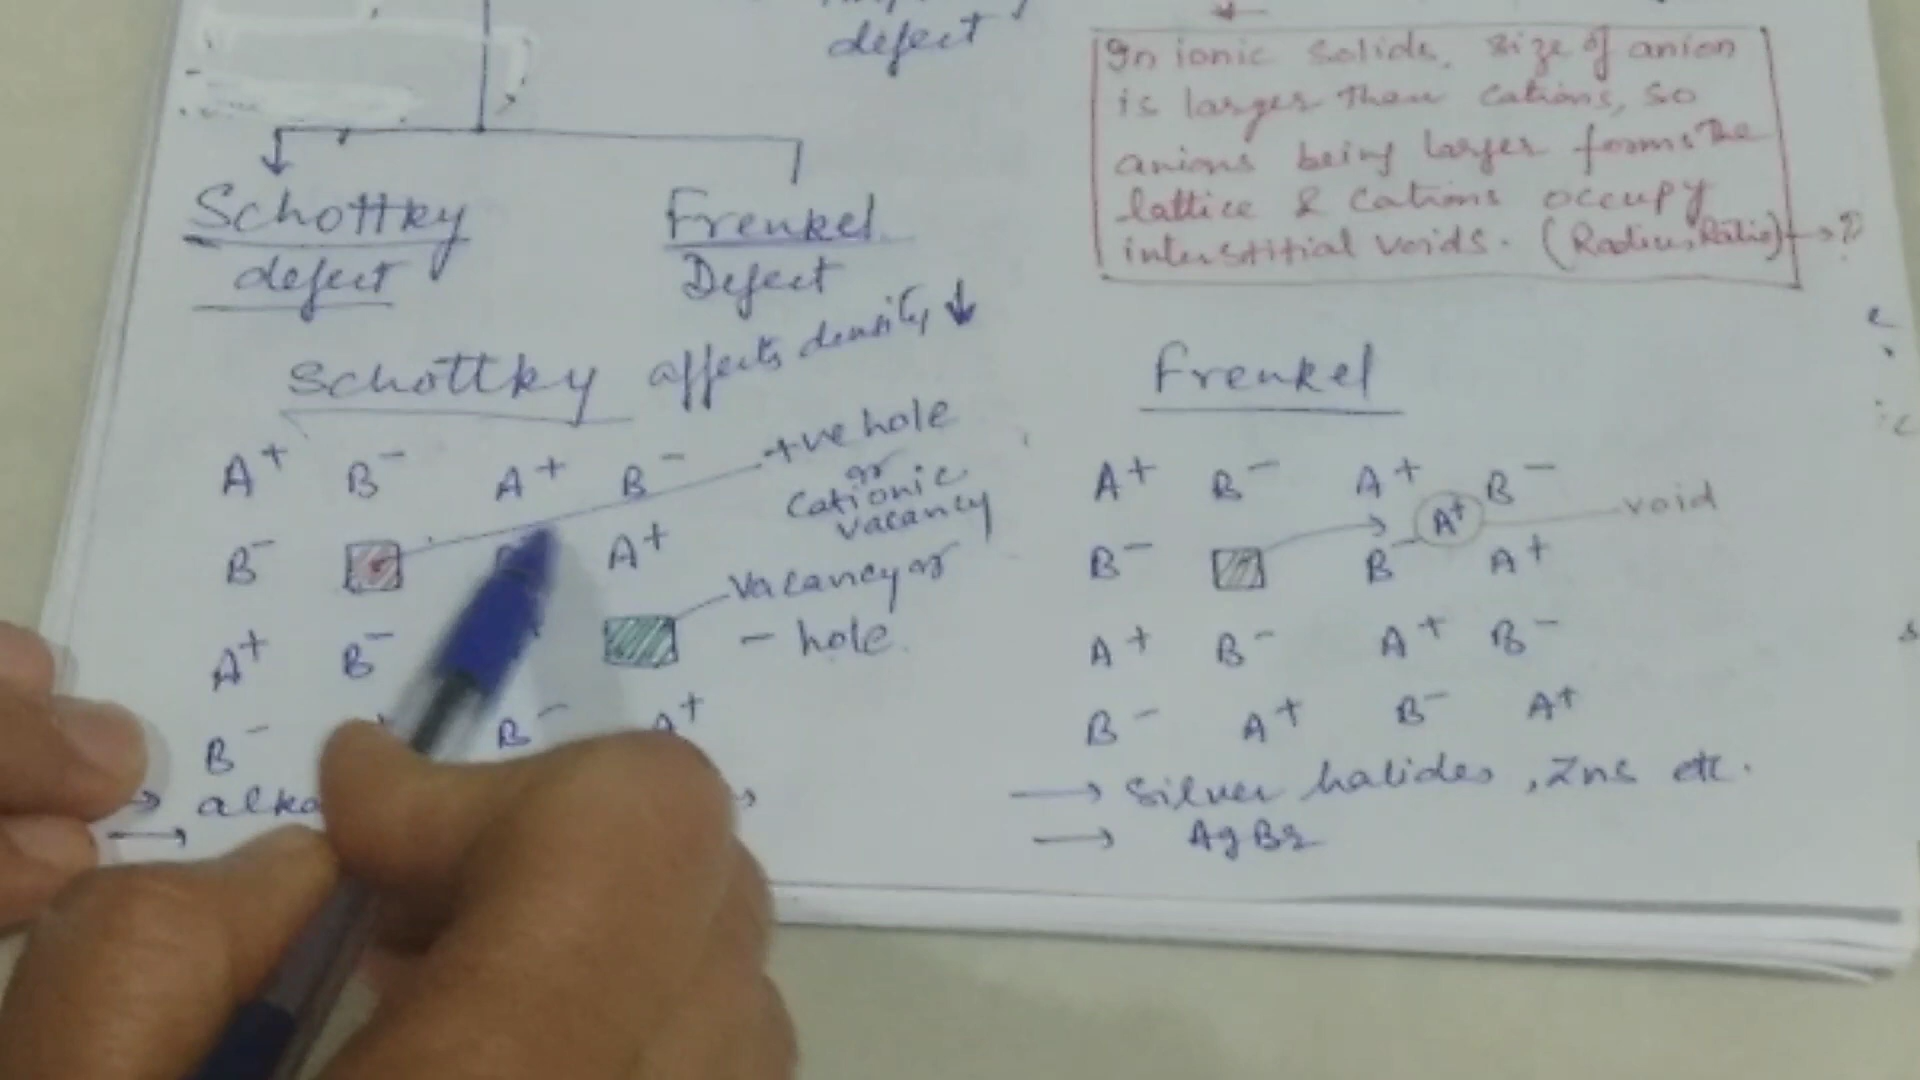 defect
In ionic solids, size of anion
is larger than cations, so
anions being larger forms the
lattice & cations occupy
interstitial voids. (Radius Ratio) →
Schottky
defect
Frenkel
Defect
Schottky affects density ↓
A+ B- A+ B-
+ve hole
or
Cationic
vacancy
B- A+
Vacancy or
- hole
A+ B-
B- B- A+
→ alka
→
Frenkel
A+ B- A+ B-
A+
void
B- B- A+
A+ B- A+ B-
B- A+ B- A+
→ Silver halides, ZnS etc.
→ AgBr